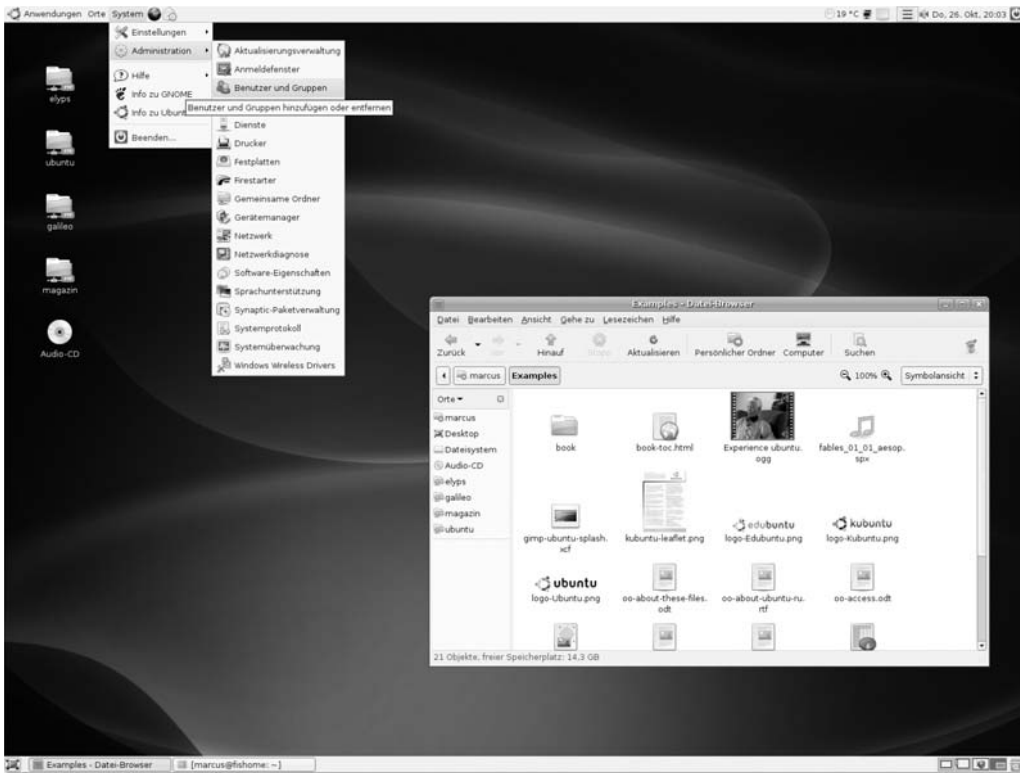 Anwendungen Orte System
19 °C
Do, 26. Okt, 20:03
Einstellungen
Administration
Hilfe
Info zu GNOME
Info zu Ubuntu
Beenden...
Aktualisierungsverwaltung
Anmeldefenster
Benutzer und Gruppen
Benutzer und Gruppen hinzufügen oder entfernen
Dienste
Drucker
Festplatten
Firestarter
Gemeinsame Ordner
Gerätemanager
Netzwerk
Netzwerkdiagnose
Software-Eigenschaften
Sprachunterstützung
Synaptic-Paketverwaltung
Systemprotokoll
Systemüberwachung
Windows Wireless Drivers
elyps
ubuntu
galileo
magazin
Audio-CD
Examples - Datei-Browser
Datei Bearbeiten Ansicht Gehe zu Lesezeichen Hilfe
Zurück Hinauf Aktualisieren Persönlicher Ordner Computer Suchen
marcus Examples 100% Symbolansicht
Orte
marcus
Desktop
Dateisystem
Audio-CD
elyps
galileo
magazin
ubuntu
book
book-toc.html
Experience ubuntu.
ogg
fables_01_01_aesop.
spx
gimp-ubuntu-splash.
xcf
kubuntu-leaflet.png
edubuntu
logo-Edubuntu.png
kubuntu
logo-Kubuntu.png
ubuntu
logo-Ubuntu.png
oo-about-these-files.
odt
oo-about-ubuntu-ru.
rtf
oo-access.odt
21 Objekte, freier Speicherplatz: 14,3 GB
Examples - Datei-Browser
[marcus@fishome: ~]